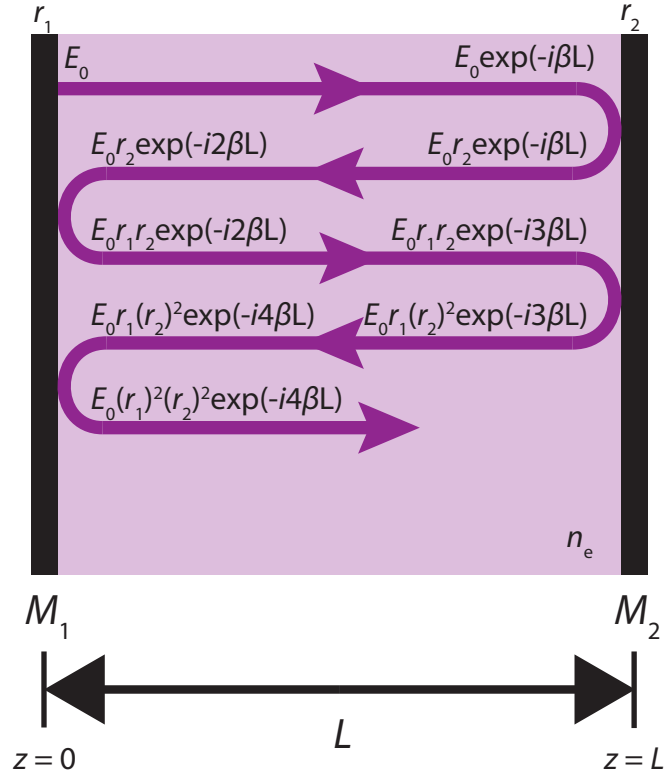 r₁ r₂
E₀ E₀exp(-iβL)
E₀r₂exp(-i2βL) E₀r₂exp(-iβL)
E₀r₁r₂exp(-i2βL) E₀r₁r₂exp(-i3βL)
E₀r₁(r₂)²exp(-i4βL) E₀r₁(r₂)²exp(-i3βL)
E₀(r₁)²(r₂)²exp(-i4βL)
nₑ
M₁ M₂
L
z = 0 z = L